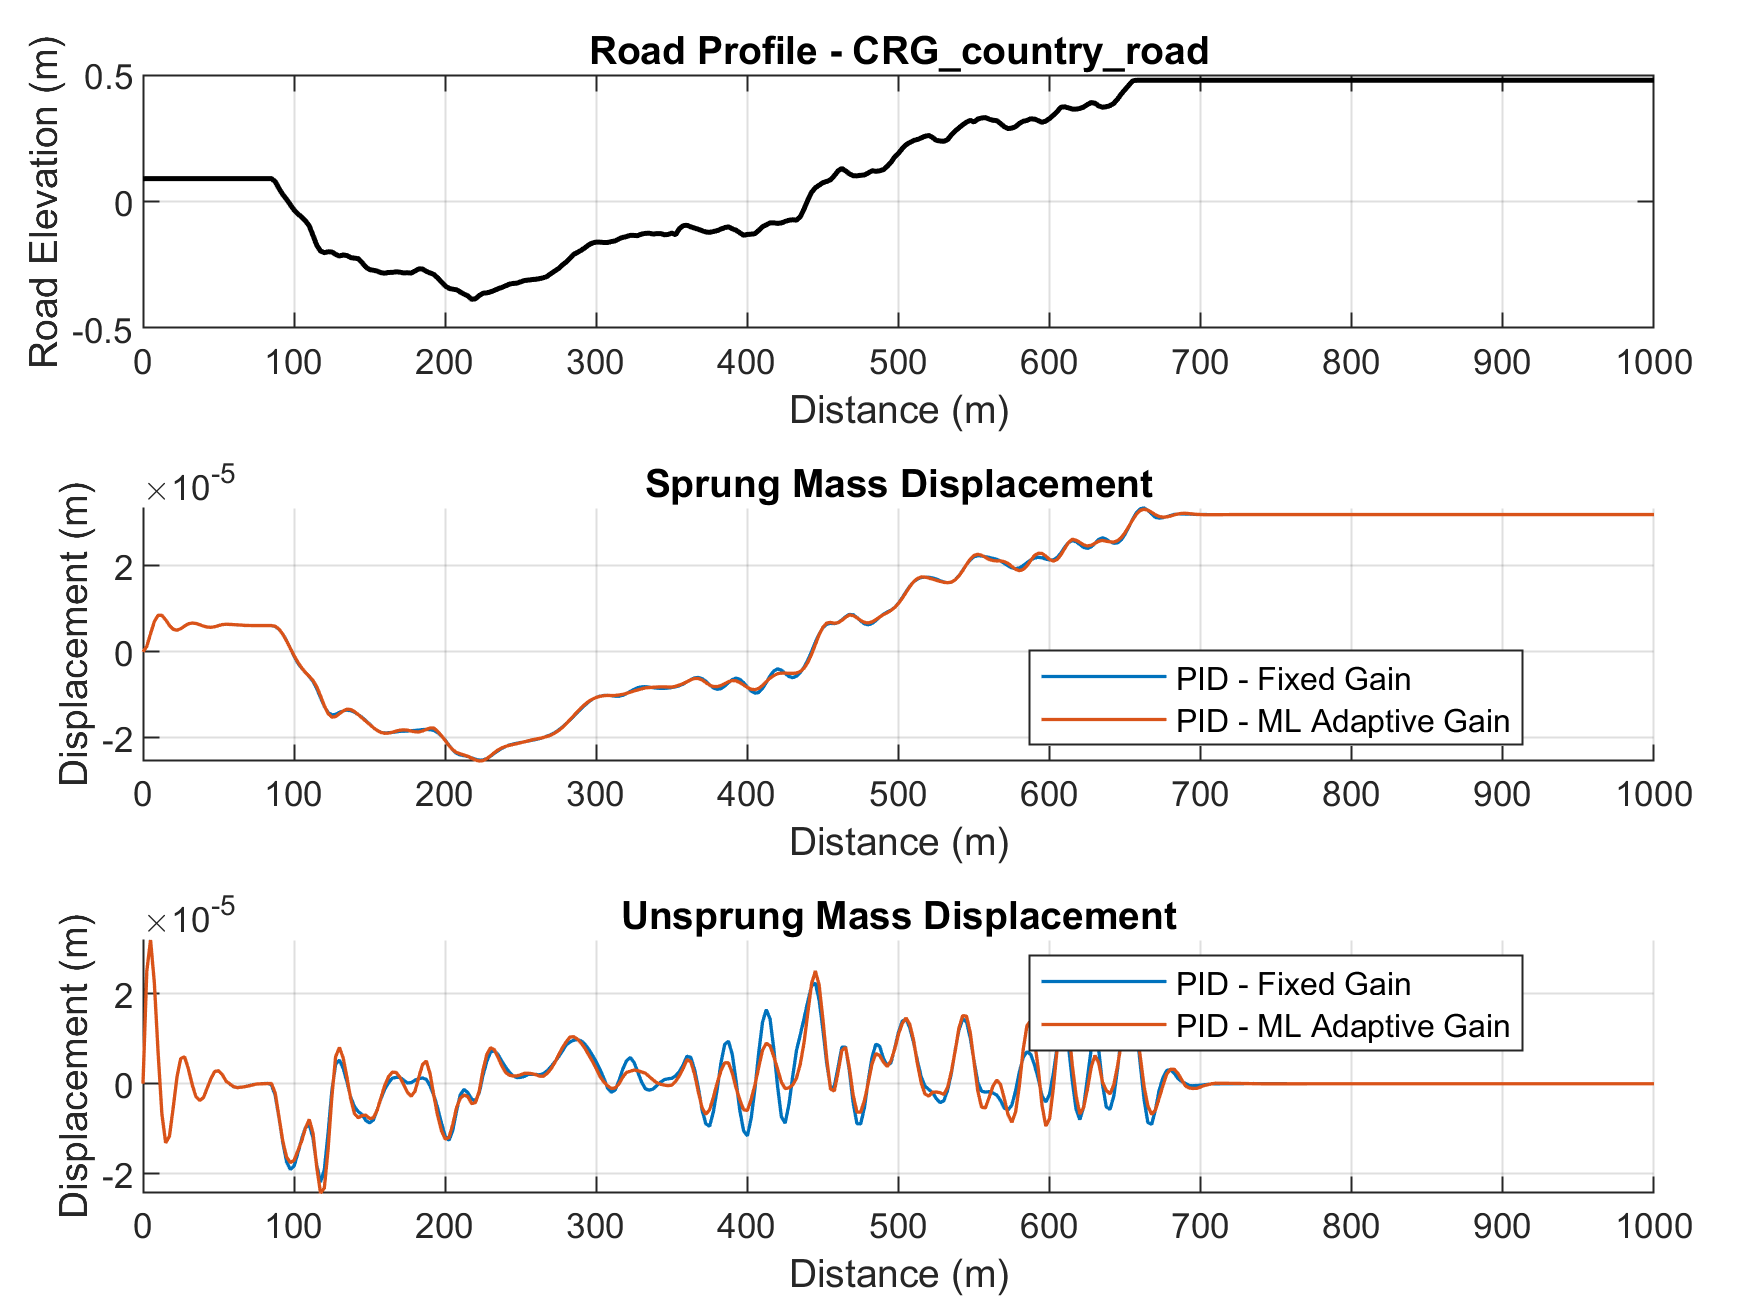 Road Profile - CRG_country_road
Road Elevation (m)
0.5
0
-0.5
0 100 200 300 400 500 600 700 800 900 1000
Distance (m)
×10-5
Sprung Mass Displacement
Displacement (m)
2
0
-2
PID - Fixed Gain
PID - ML Adaptive Gain
0 100 200 300 400 500 600 700 800 900 1000
Distance (m)
×10-5
Unsprung Mass Displacement
Displacement (m)
2
0
-2
PID - Fixed Gain
PID - ML Adaptive Gain
0 100 200 300 400 500 600 700 800 900 1000
Distance (m)